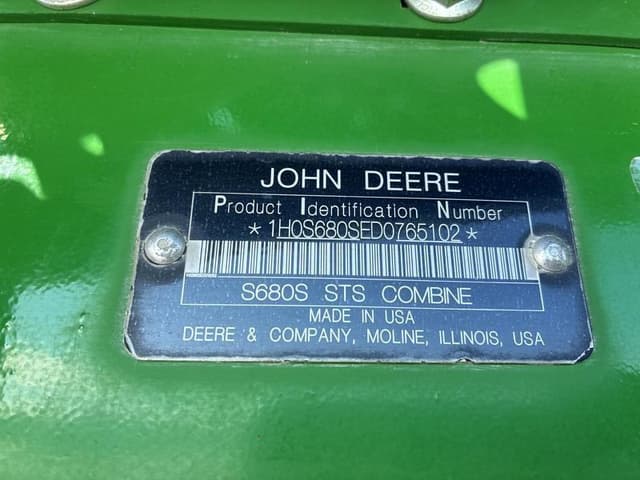 JOHN DEERE
Product Identification Number
*1H0S680SED0765102*
S680S STS COMBINE
MADE IN USA
DEERE & COMPANY, MOLINE, ILLINOIS, USA